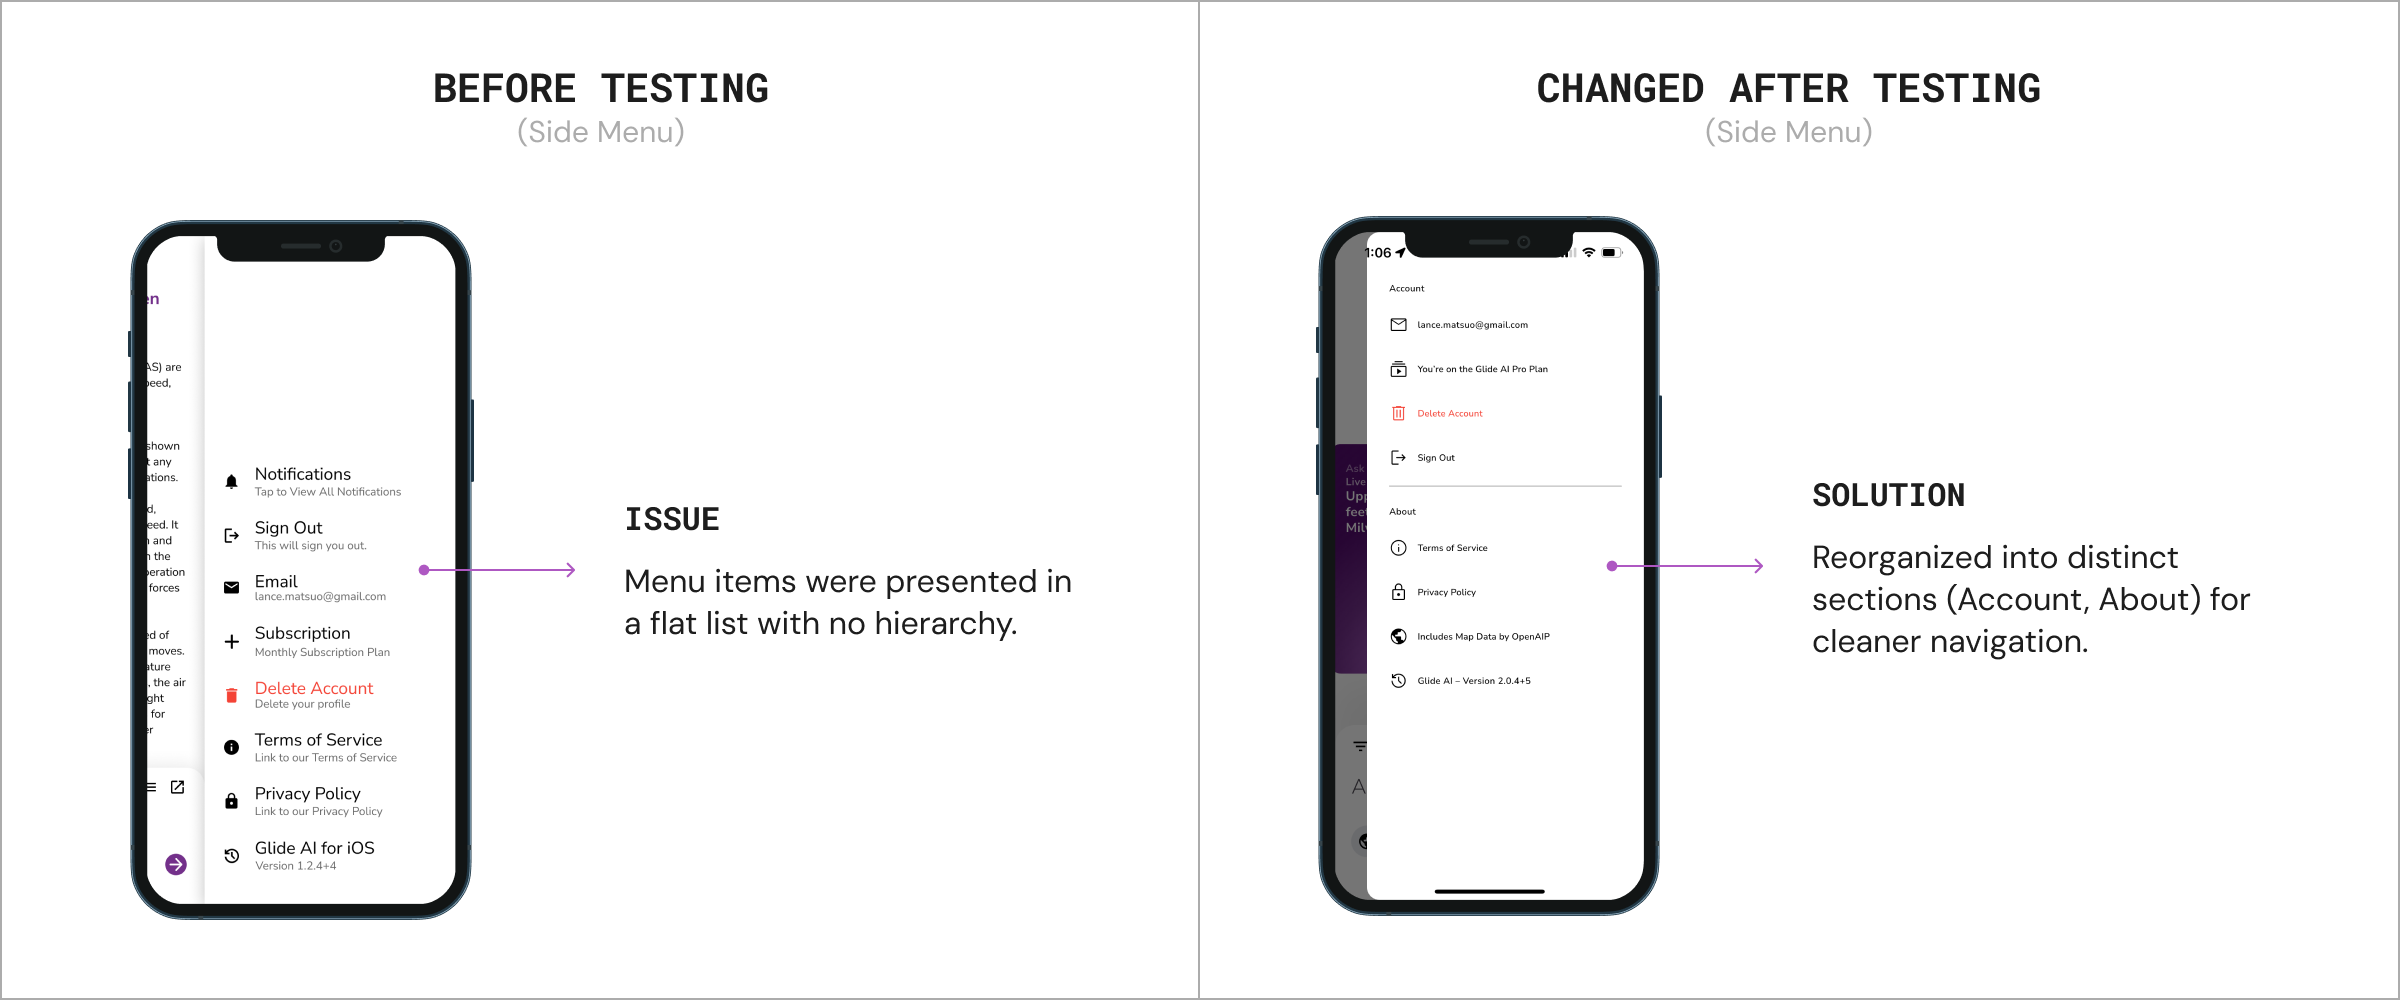 BEFORE TESTING
(Side Menu)
en
AS) are
peed,
shown
t any
ations.
d,
eed. It
n and
n the
peration
forces
ed of
moves.
ature
, the air
ght
for
er
Notifications
Tap to View All Notifications
Sign Out
This will sign you out.
Email
lance.matsuo@gmail.com
Subscription
Monthly Subscription Plan
Delete Account
Delete your profile
Terms of Service
Link to our Terms of Service
Privacy Policy
Link to our Privacy Policy
Glide AI for iOS
Version 1.2.4+4
ISSUE
Menu items were presented in
a flat list with no hierarchy.
CHANGED AFTER TESTING
(Side Menu)
1:06
Ask
Live
Upp
feet
Mil
A
Account
lance.matsuo@gmail.com
You're on the Glide AI Pro Plan
Delete Account
Sign Out
About
Terms of Service
Privacy Policy
Includes Map Data by OpenAIP
Glide AI – Version 2.0.4+5
SOLUTION
Reorganized into distinct
sections (Account, About) for
cleaner navigation.